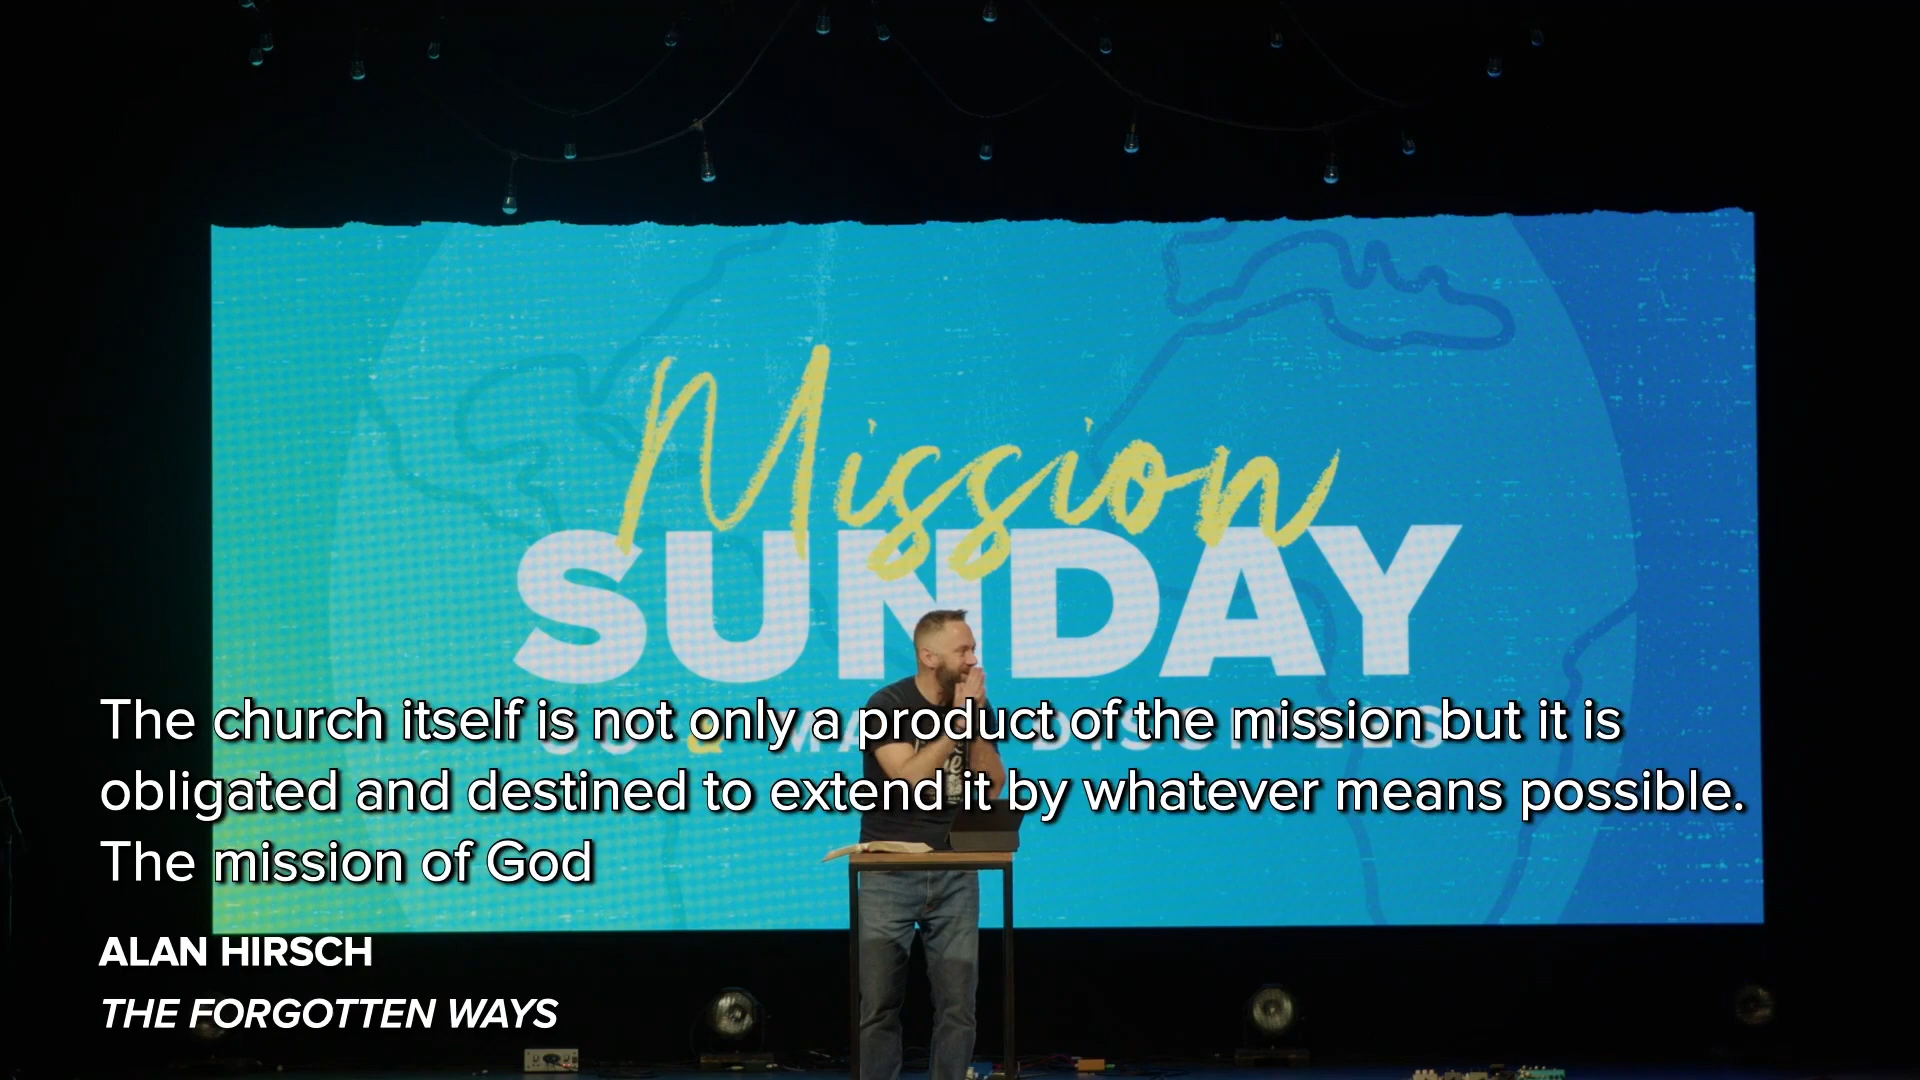 Mission
SUNDAY
The church itself is not only a product of the mission but it is
obligated and destined to extend it by whatever means possible.
The mission of God
ALAN HIRSCH
THE FORGOTTEN WAYS